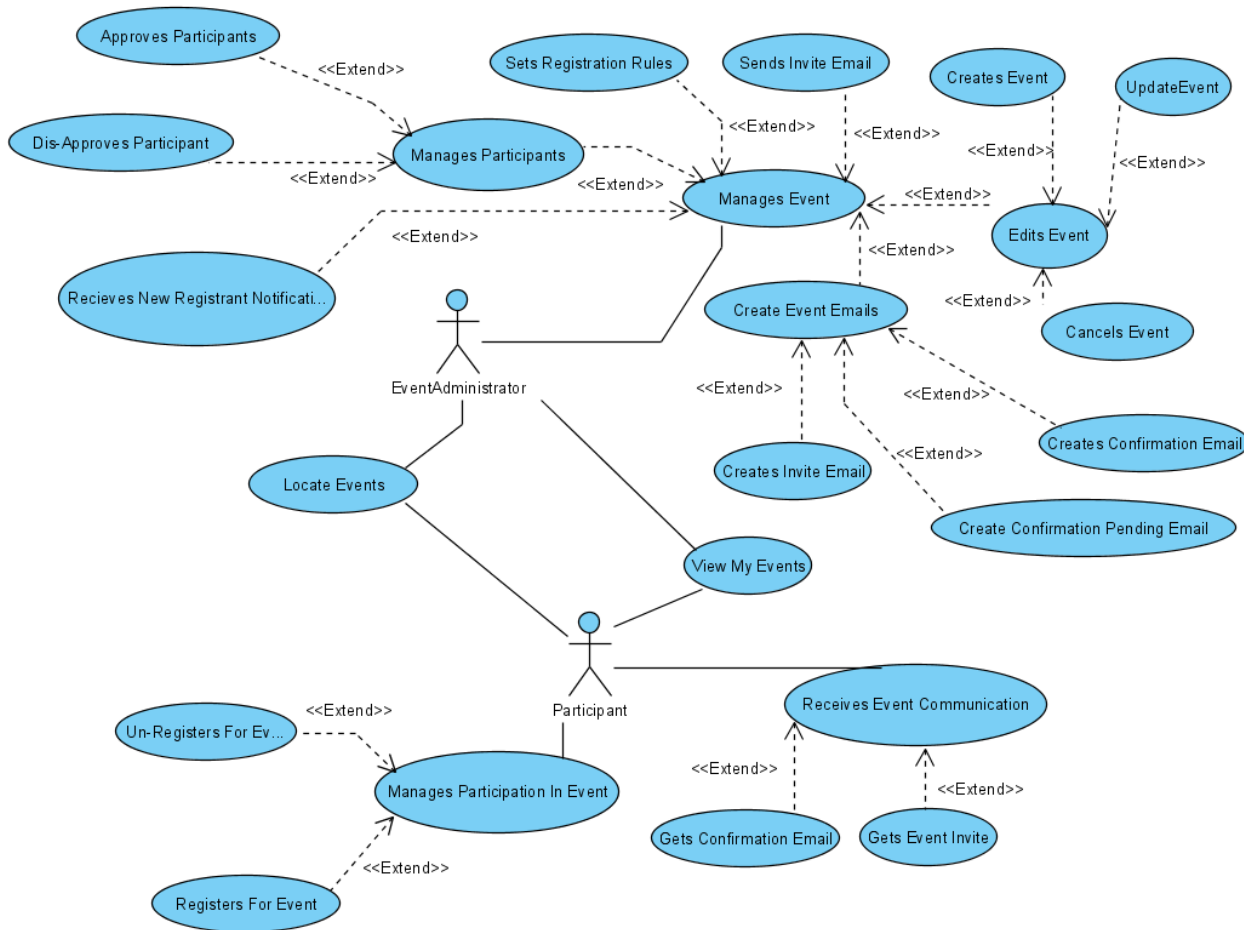 Approves Participants
<<Extend>>
Sets Registration Rules
Sends Invite Email
Creates Event
UpdateEvent
Dis-Approves Participant
Manages Participants
<<Extend>>
<<Extend>>
<<Extend>>
<<Extend>>
<<Extend>>
Manages Event
<<Extend>>
<<Extend>>
Edits Event
Recieves New Registrant Notificati...
<<Extend>>
Create Event Emails
<<Extend>>
Cancels Event
EventAdministrator
<<Extend>>
<<Extend>>
Creates Confirmation Email
<<Extend>>
Creates Invite Email
Locate Events
Create Confirmation Pending Email
View My Events
Participant
Receives Event Communication
<<Extend>>
Un-Registers For Ev...
<<Extend>>
<<Extend>>
Manages Participation In Event
Gets Confirmation Email
Gets Event Invite
<<Extend>>
Registers For Event